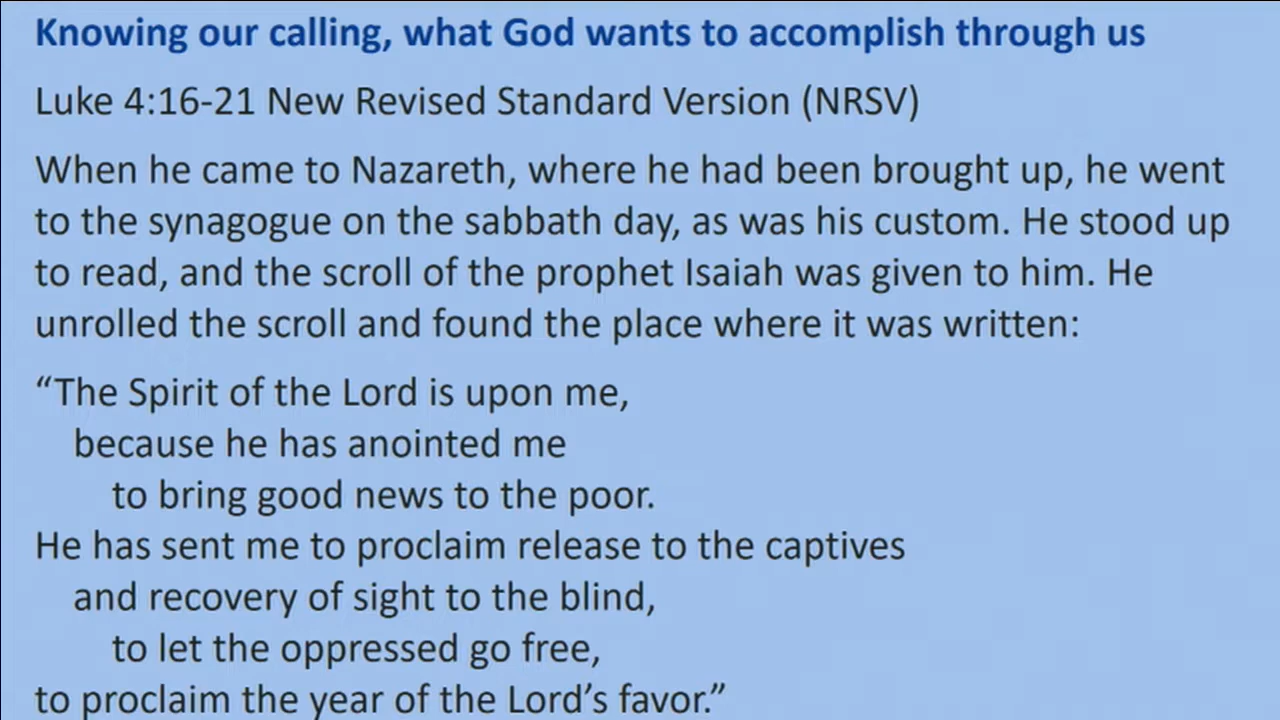 Knowing our calling, what God wants to accomplish through us
Luke 4:16-21 New Revised Standard Version (NRSV)
When he came to Nazareth, where he had been brought up, he went
to the synagogue on the sabbath day, as was his custom. He stood up
to read, and the scroll of the prophet Isaiah was given to him. He
unrolled the scroll and found the place where it was written:
“The Spirit of the Lord is upon me,
because he has anointed me
to bring good news to the poor.
He has sent me to proclaim release to the captives
and recovery of sight to the blind,
to let the oppressed go free,
to proclaim the year of the Lord’s favor.”